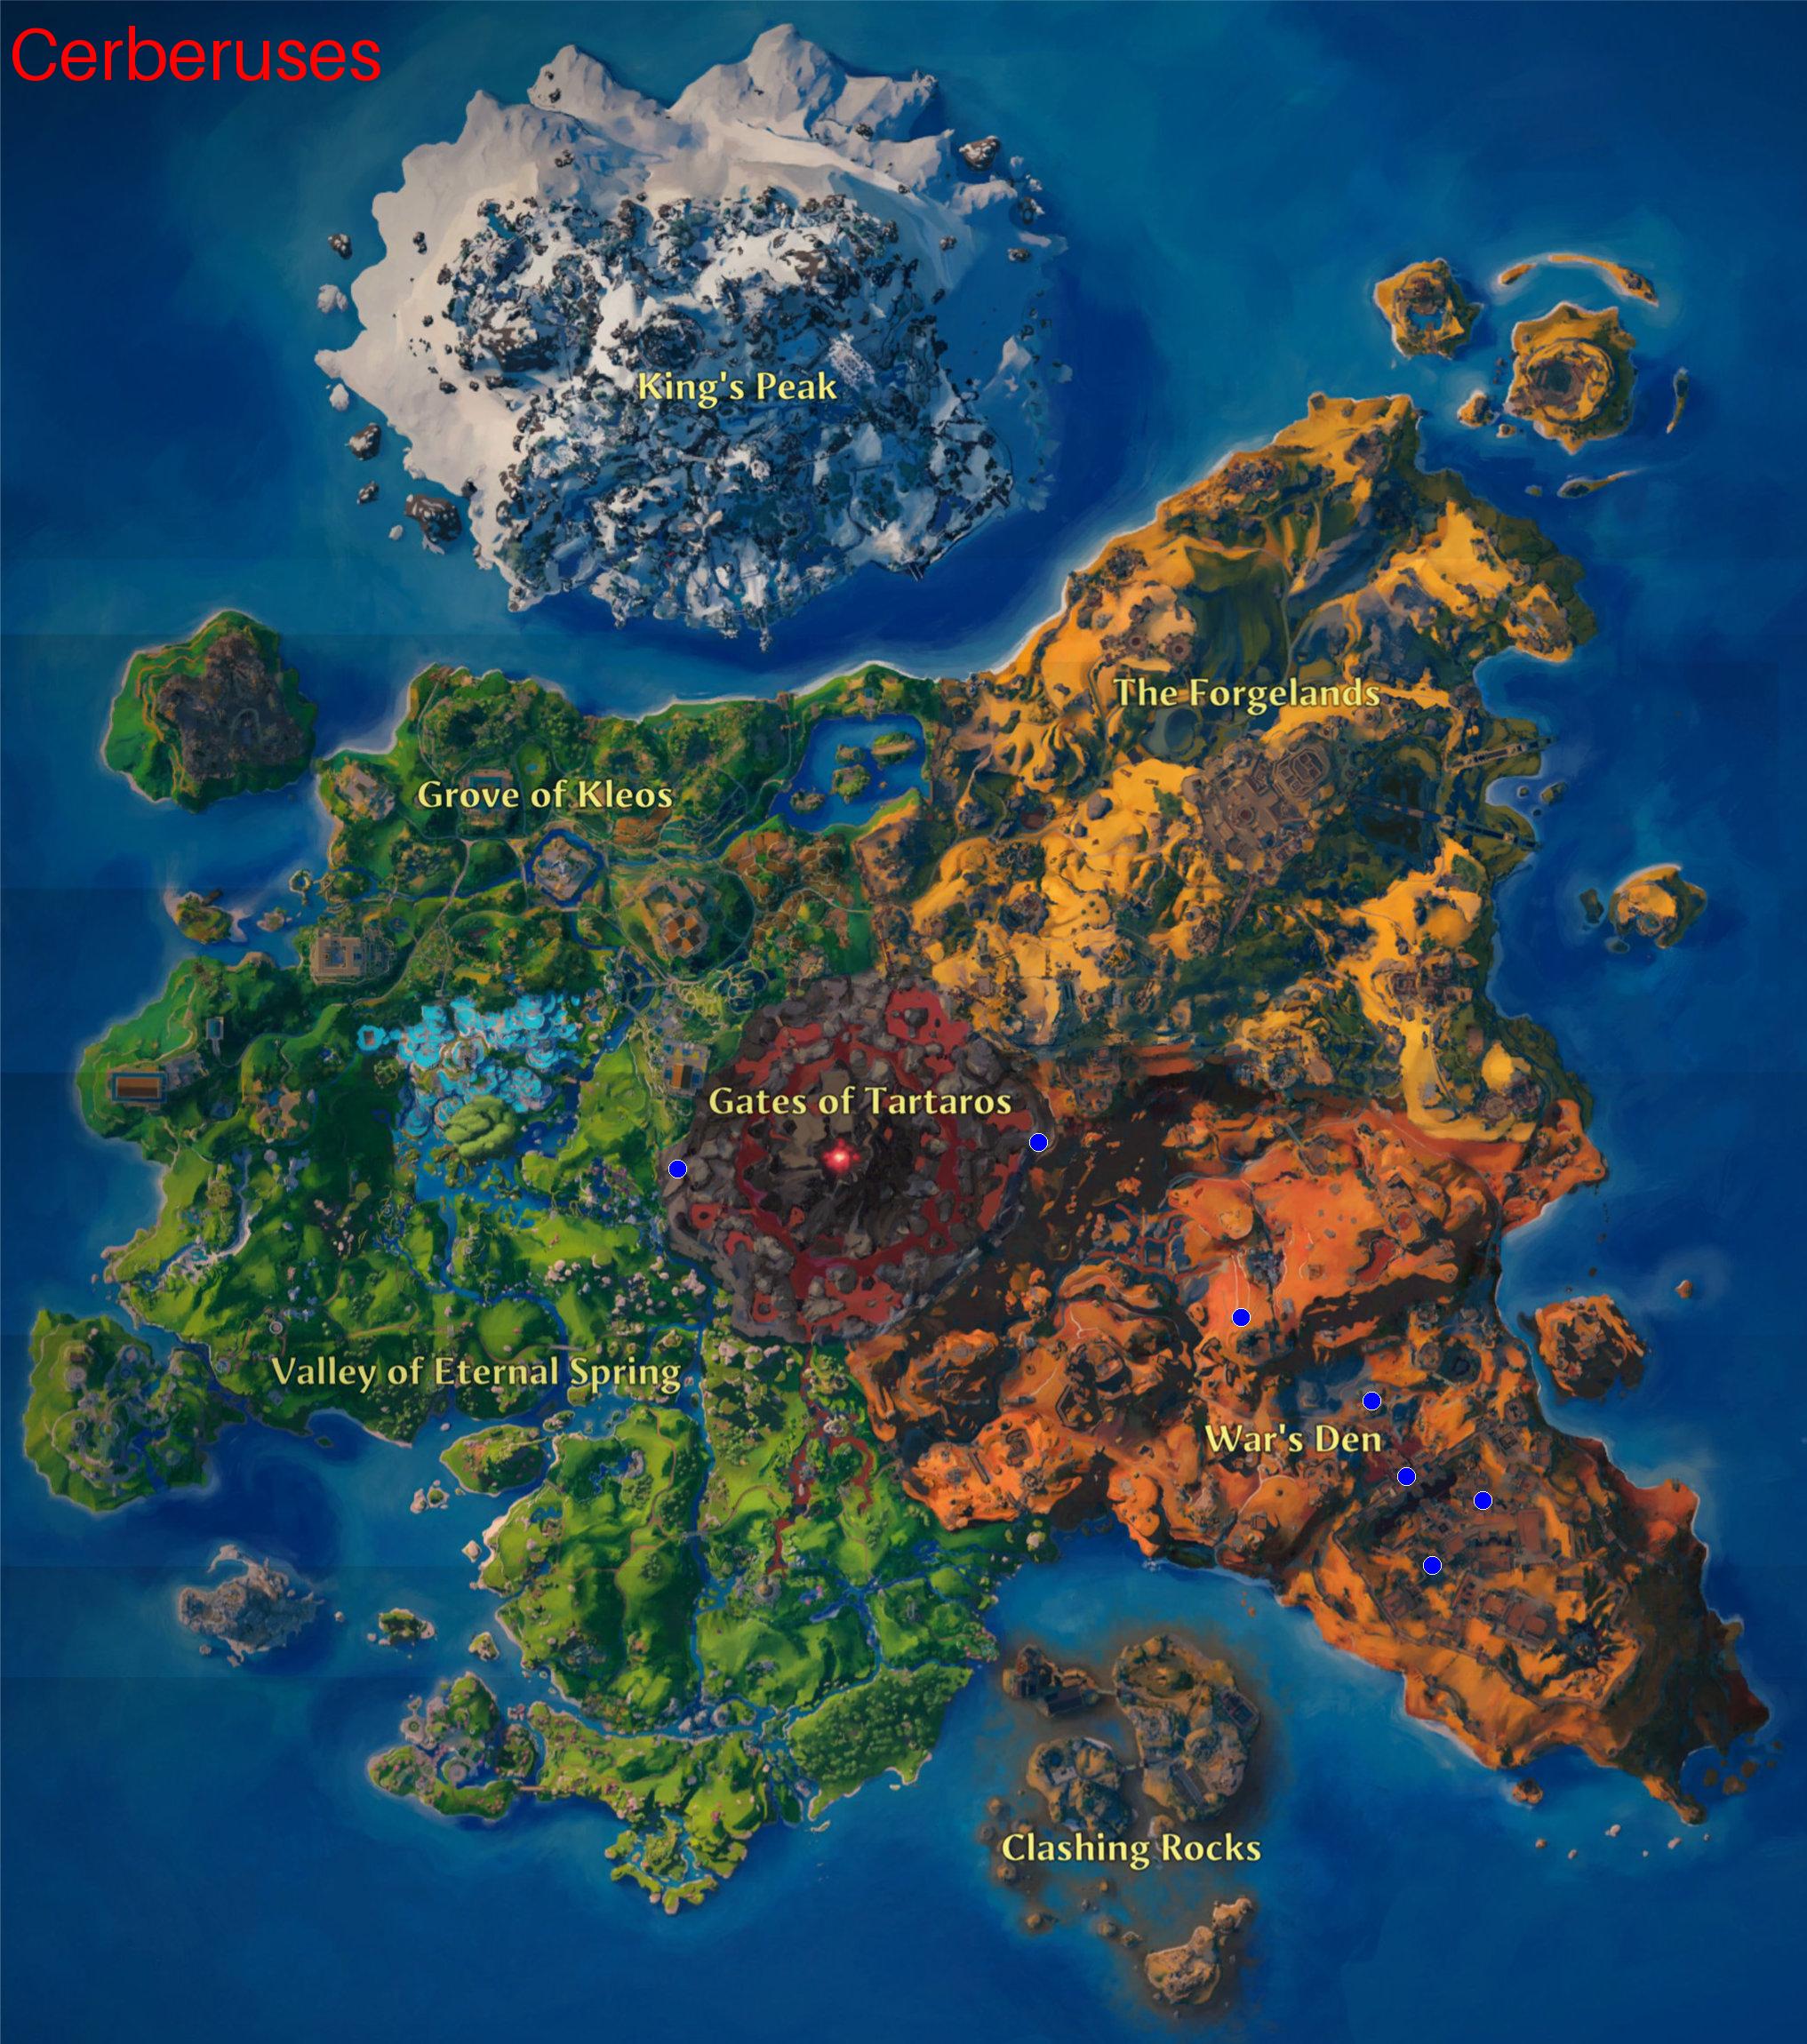 Cerberuses
King's Peak
The Forgelands
Grove of Kleos
Gates of Tartaros
Valley of Eternal Spring
War's Den
Clashing Rocks